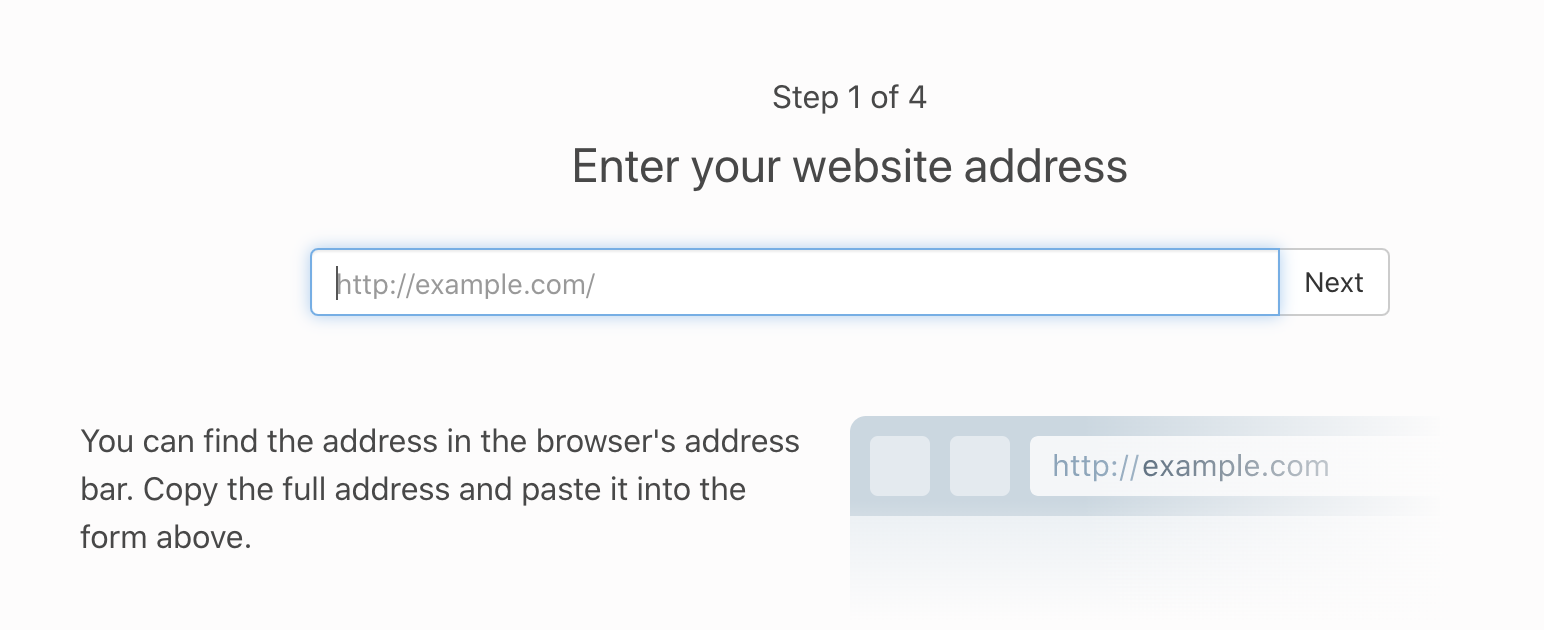 Step 1 of 4
Enter your website address
http://example.com/
Next
You can find the address in the browser's address
bar. Copy the full address and paste it into the
form above.
http://example.com